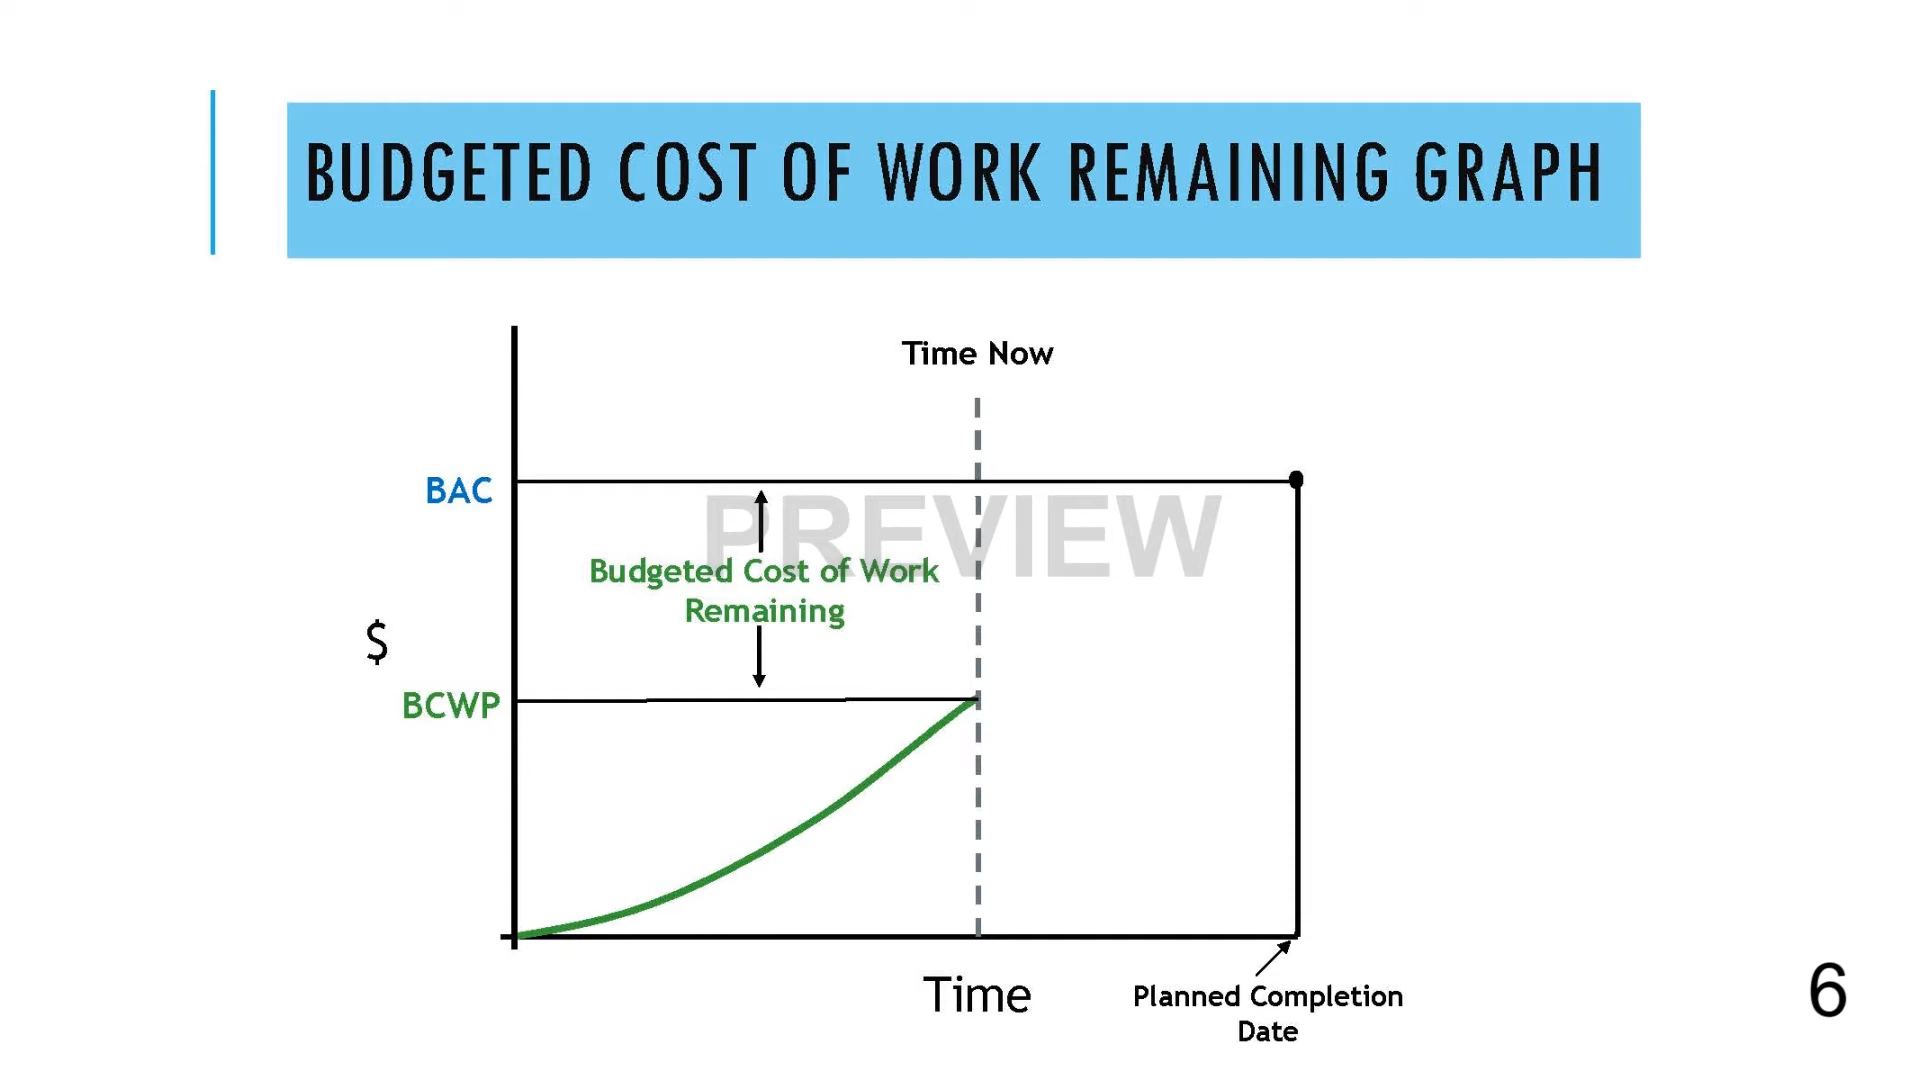 BUDGETED COST OF WORK REMAINING GRAPH
Time Now
BAC
PREVIEW
Budgeted Cost of Work
Remaining
$
BCWP
Time
Planned Completion
Date
6